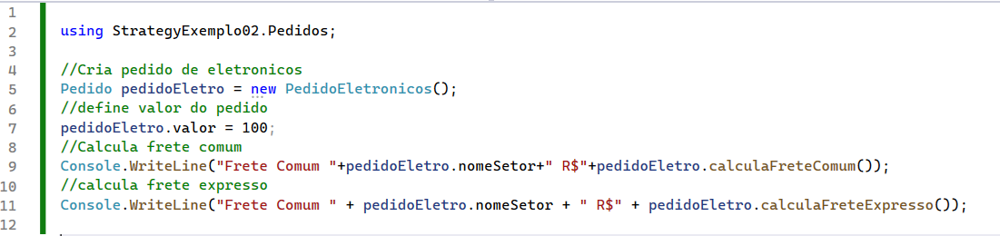 1
2 using StrategyExemplo02.Pedidos;
3
4 //Cria pedido de eletronicos
5 Pedido pedidoEletro = new PedidoEletronicos();
6 //define valor do pedido
7 pedidoEletro.valor = 100;
8 //Calcula frete comum
9 Console.WriteLine("Frete Comum "+pedidoEletro.nomeSetor+" R$"+pedidoEletro.calculaFreteComum());
10 //calcula frete expresso
11 Console.WriteLine("Frete Comum " + pedidoEletro.nomeSetor + " R$" + pedidoEletro.calculaFreteExpresso());
12